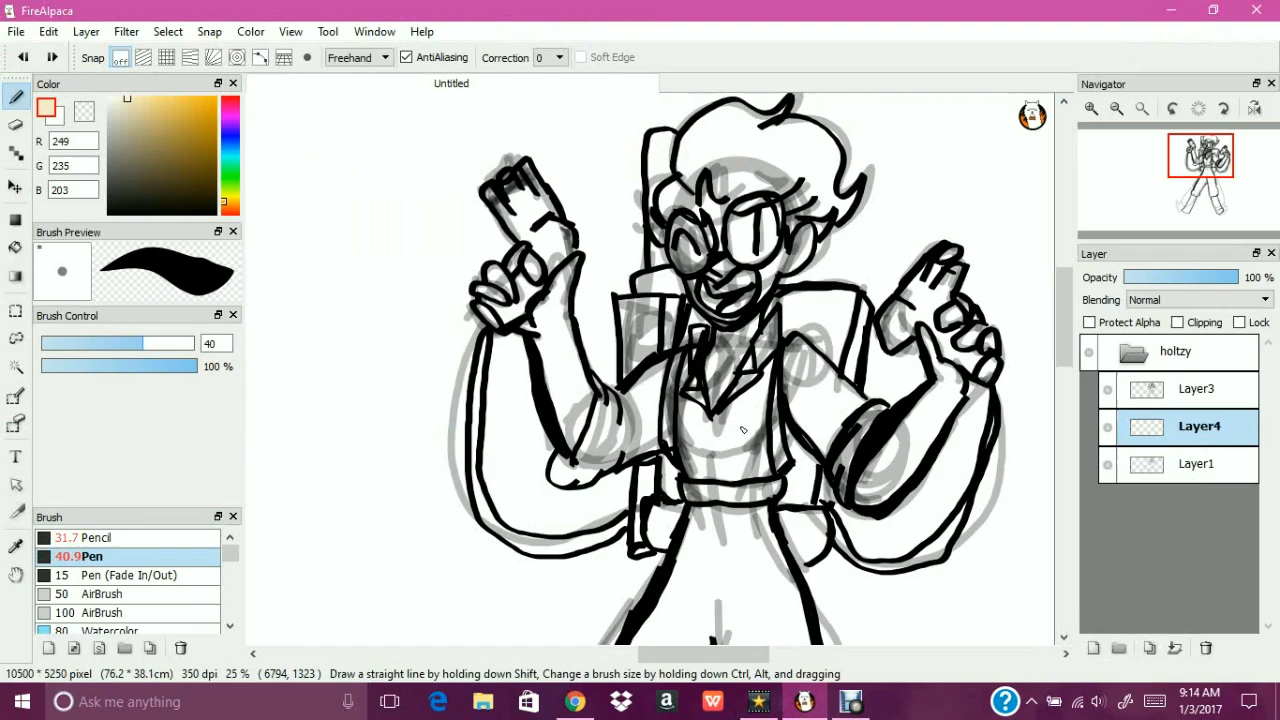 FireAlpaca
File Edit Layer Filter Select Snap Color View Tool Window Help
Snap off Freehand AntiAliasing Correction 0 Soft Edge
Color
R 249
G 235
B 203
Brush Preview
*
Brush Control
40
100 %
Brush
31.7 Pencil
40.9 Pen
15 Pen (Fade In/Out)
50 AirBrush
100 AirBrush
80 Watercolor
Untitled
Navigator
Layer
Opacity 100 %
Blending Normal
Protect Alpha Clipping Lock
holtzy
Layer3
Layer4
Layer1
10500 * 5250 pixel (76.2 * 38.1cm) 350 dpi 25 % ( 6794, 1323 ) Draw a straight line by holding down Shift, Change a brush size by holding down Ctrl, Alt, and dragging
Ask me anything
9:14 AM
1/3/2017